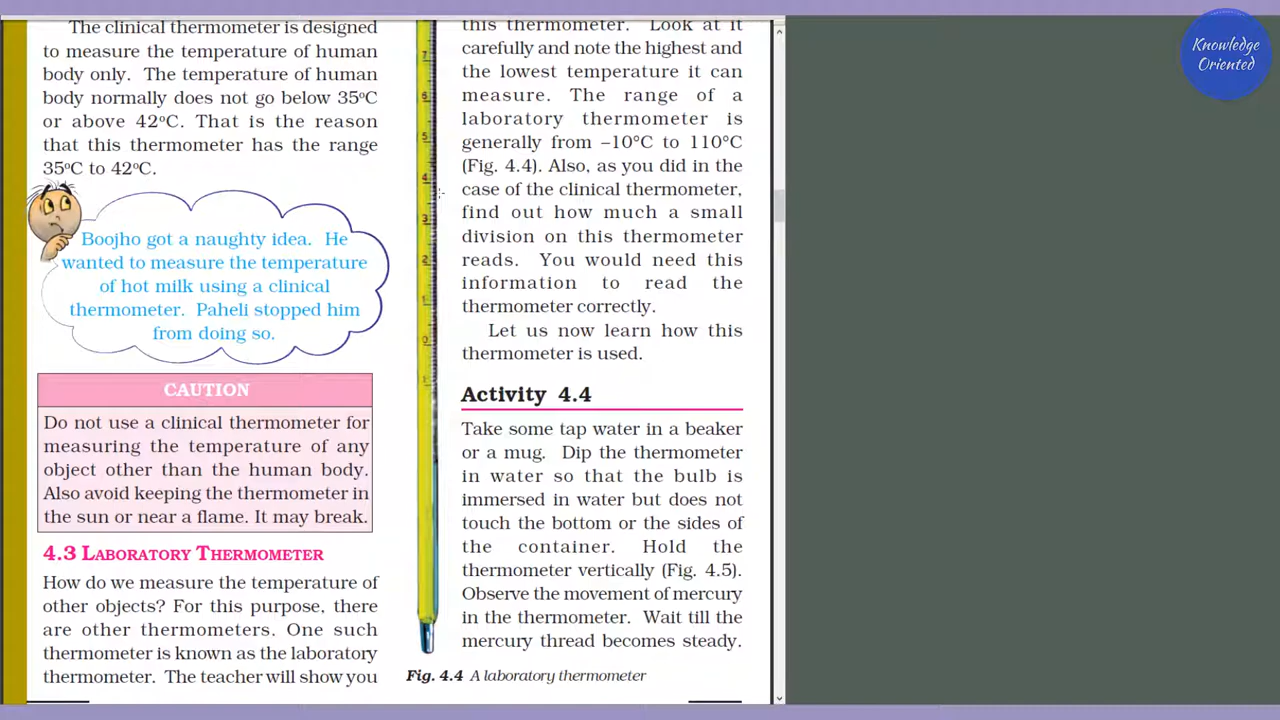 The clinical thermometer is designed
to measure the temperature of human
body only. The temperature of human
body normally does not go below 35ºC
or above 42ºC. That is the reason
that this thermometer has the range
35ºC to 42ºC.
Boojho got a naughty idea. He
wanted to measure the temperature
of hot milk using a clinical
thermometer. Paheli stopped him
from doing so.
CAUTION
Do not use a clinical thermometer for
measuring the temperature of any
object other than the human body.
Also avoid keeping the thermometer in
the sun or near a flame. It may break.
4.3 LABORATORY THERMOMETER
How do we measure the temperature of
other objects? For this purpose, there
are other thermometers. One such
thermometer is known as the laboratory
thermometer. The teacher will show you
7
6
5
4
3
2
1
0
1
this thermometer. Look at it
carefully and note the highest and
the lowest temperature it can
measure. The range of a
laboratory thermometer is
generally from –10°C to 110°C
(Fig. 4.4). Also, as you did in the
case of the clinical thermometer,
find out how much a small
division on this thermometer
reads. You would need this
information to read the
thermometer correctly.
Let us now learn how this
thermometer is used.
Activity 4.4
Take some tap water in a beaker
or a mug. Dip the thermometer
in water so that the bulb is
immersed in water but does not
touch the bottom or the sides of
the container. Hold the
thermometer vertically (Fig. 4.5).
Observe the movement of mercury
in the thermometer. Wait till the
mercury thread becomes steady.
Fig. 4.4 A laboratory thermometer
Knowledge
Oriented